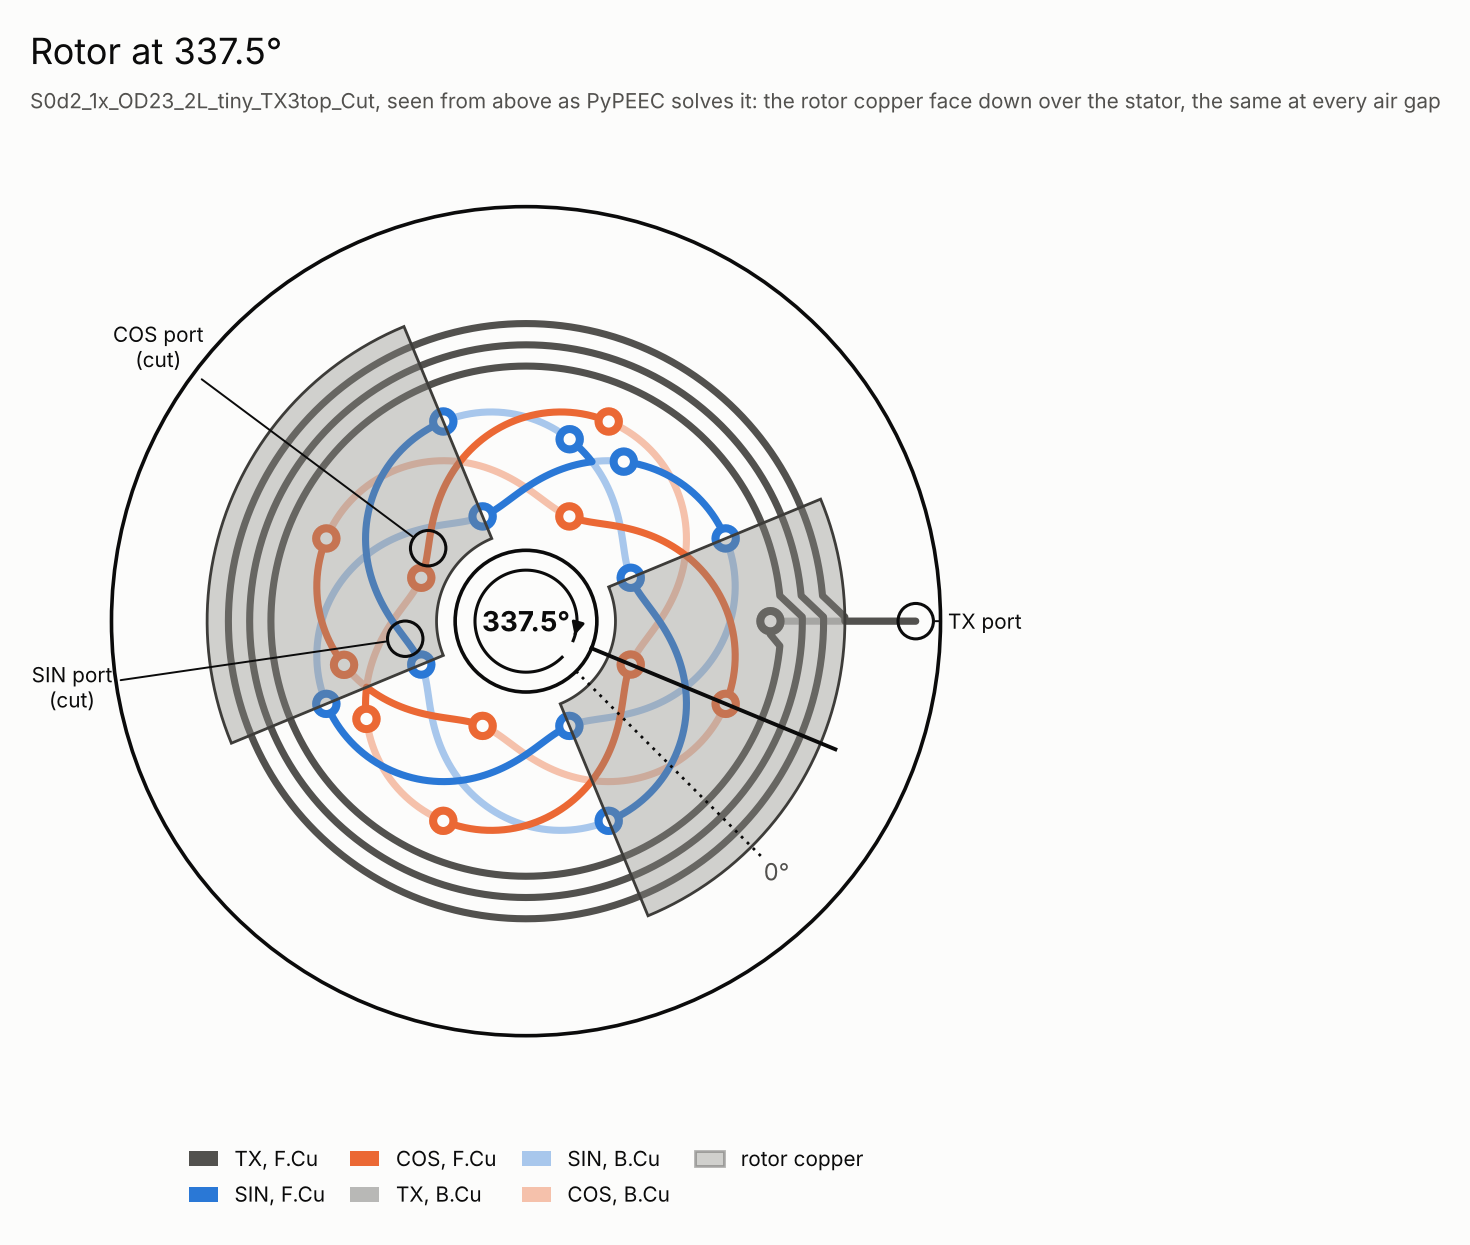 Rotor at 337.5°
S0d2_1x_OD23_2L_tiny_TX3top_Cut, seen from above as PyPEEC solves it: the rotor copper face down over the stator, the same at every air gap
COS port
(cut)
337.5°
TX port
SIN port
(cut)
0°
TX, F.Cu
COS, F.Cu
SIN, B.Cu
rotor copper
SIN, F.Cu
TX, B.Cu
COS, B.Cu